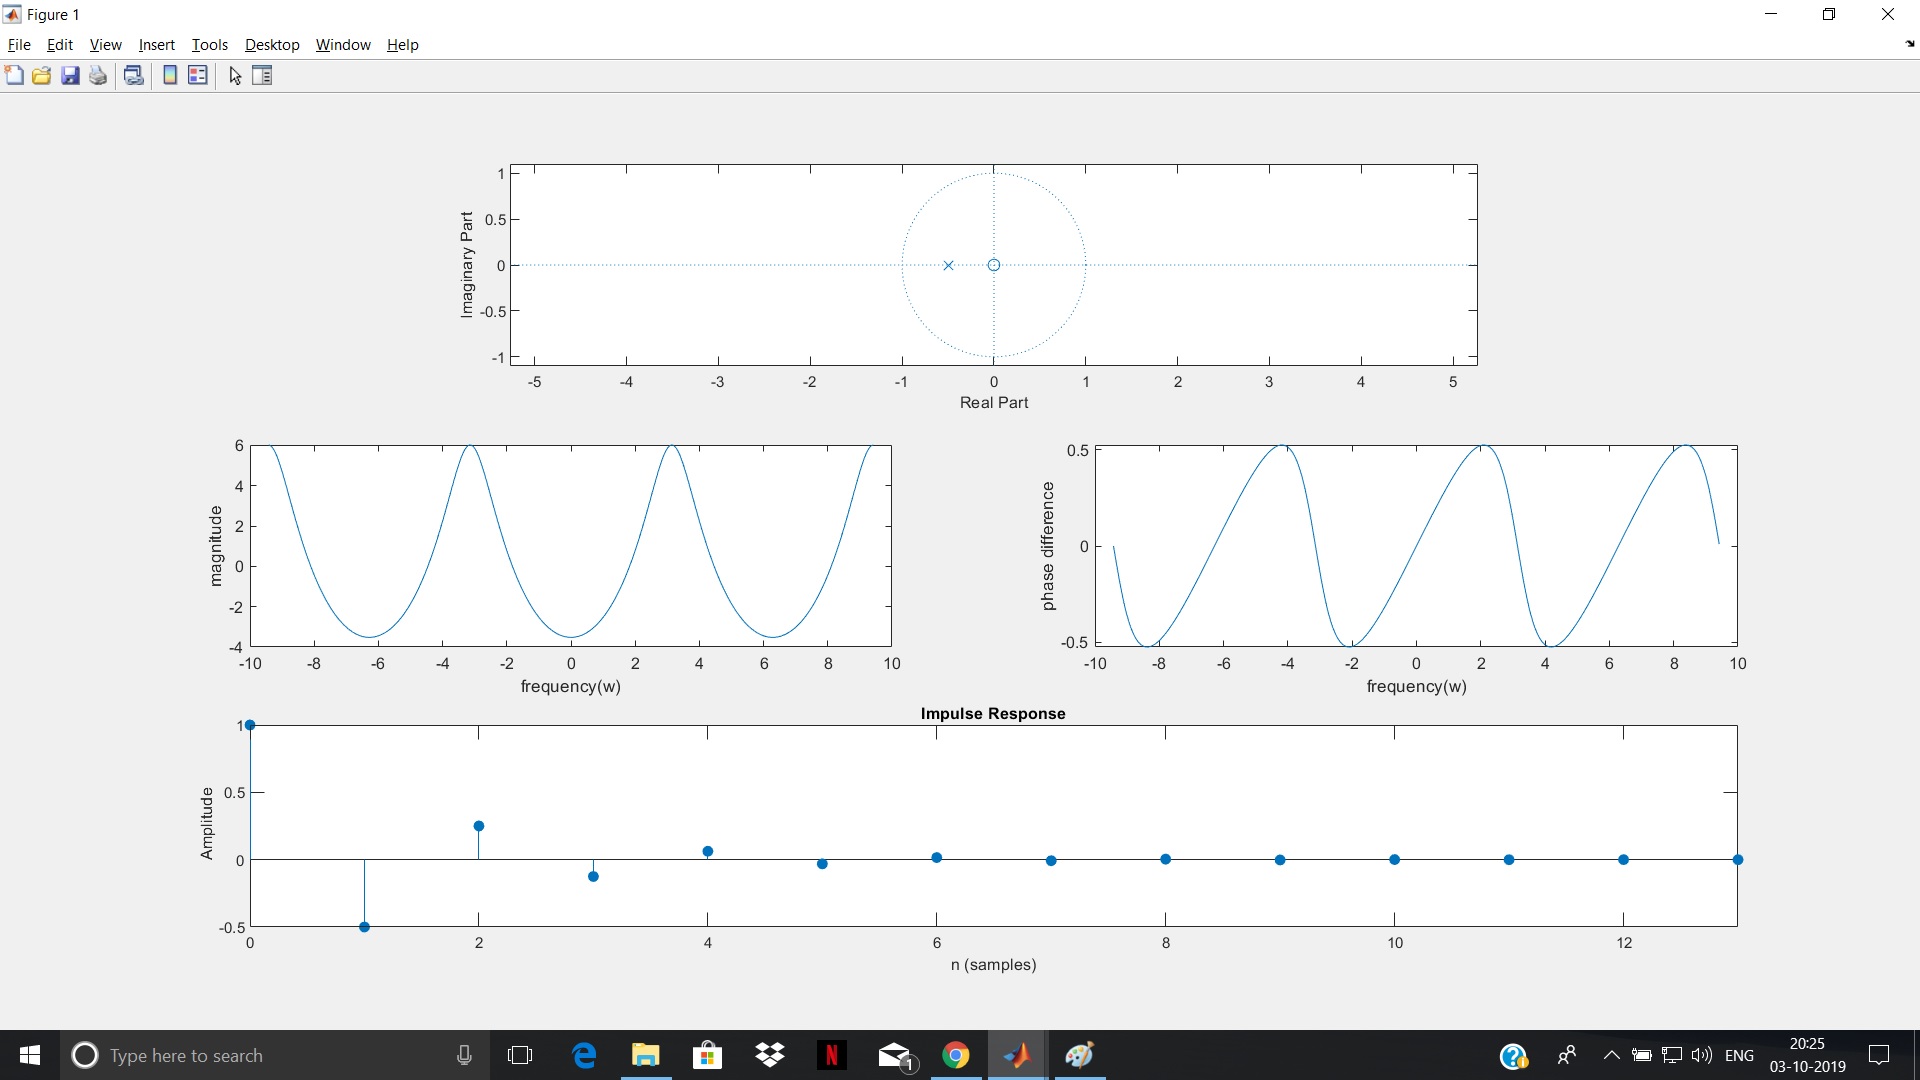 Figure 1
File Edit View Insert Tools Desktop Window Help
1
0.5
0
-0.5
-1
Imaginary Part
-5 -4 -3 -2 -1 0 1 2 3 4 5
Real Part
6
4
2
0
-2
-4
magnitude
-10 -8 -6 -4 -2 0 2 4 6 8 10
frequency(w)
0.5
0
-0.5
phase difference
-10 -8 -6 -4 -2 0 2 4 6 8 10
frequency(w)
Impulse Response
1
0.5
0
-0.5
Amplitude
0 2 4 6 8 10 12
n (samples)
Type here to search
N
1
ENG
20:25
03-10-2019